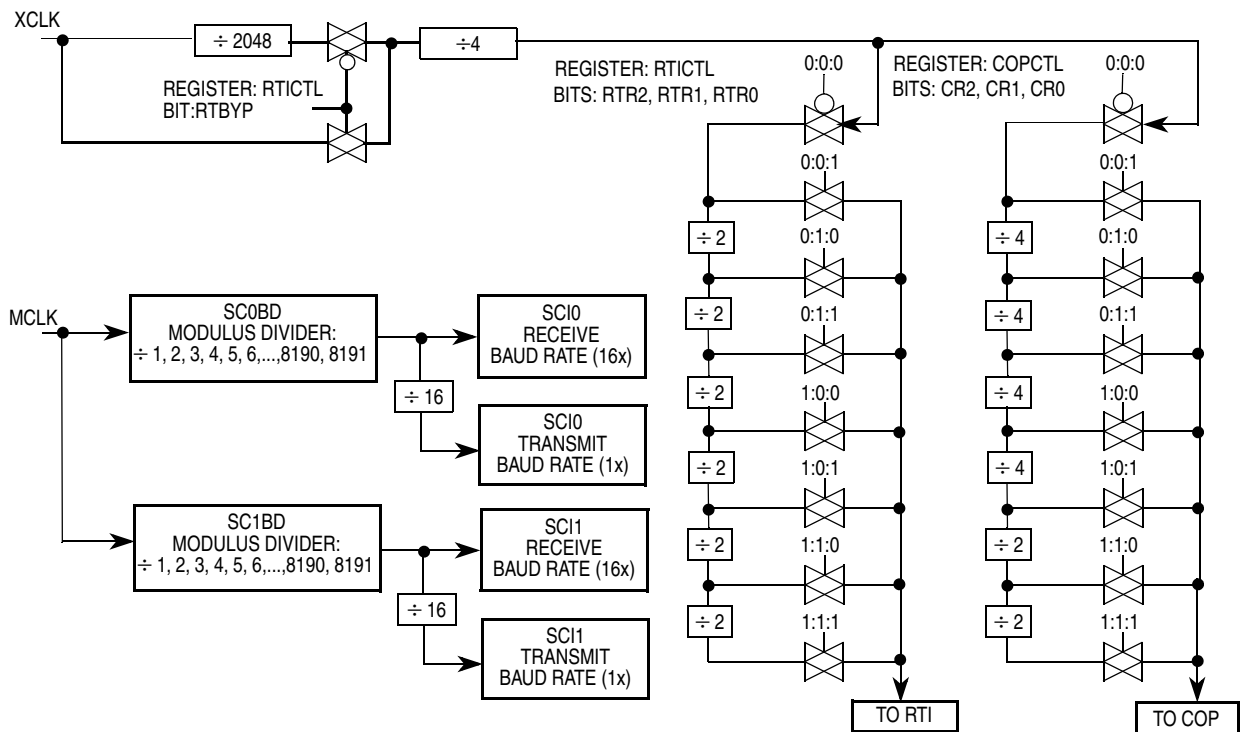 XCLK
÷ 2048
÷4
REGISTER: RTICTL
BIT:RTBYP
REGISTER: RTICTL
BITS: RTR2, RTR1, RTR0
0:0:0
REGISTER: COPCTL
BITS: CR2, CR1, CR0
0:0:0
0:0:1
÷ 2
0:1:0
÷ 2
0:1:1
÷ 2
1:0:0
÷ 2
1:0:1
÷ 2
1:1:0
÷ 2
1:1:1
TO RTI
0:0:1
÷ 4
0:1:0
÷ 4
0:1:1
÷ 4
1:0:0
÷ 4
1:0:1
÷ 2
1:1:0
÷ 2
1:1:1
TO COP
MCLK
SC0BD
MODULUS DIVIDER:
÷ 1, 2, 3, 4, 5, 6,...,8190, 8191
SCI0
RECEIVE
BAUD RATE (16x)
÷ 16
SCI0
TRANSMIT
BAUD RATE (1x)
SC1BD
MODULUS DIVIDER:
÷ 1, 2, 3, 4, 5, 6,...,8190, 8191
SCI1
RECEIVE
BAUD RATE (16x)
÷ 16
SCI1
TRANSMIT
BAUD RATE (1x)